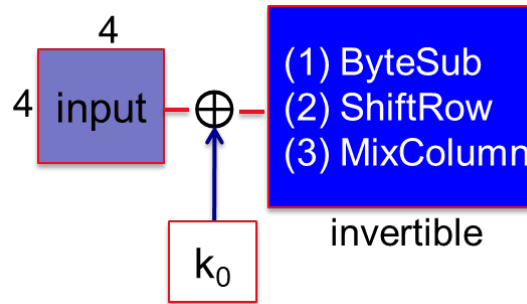 4
4
input
(1) ByteSub
(2) ShiftRow
(3) MixColumn
invertible
k₀